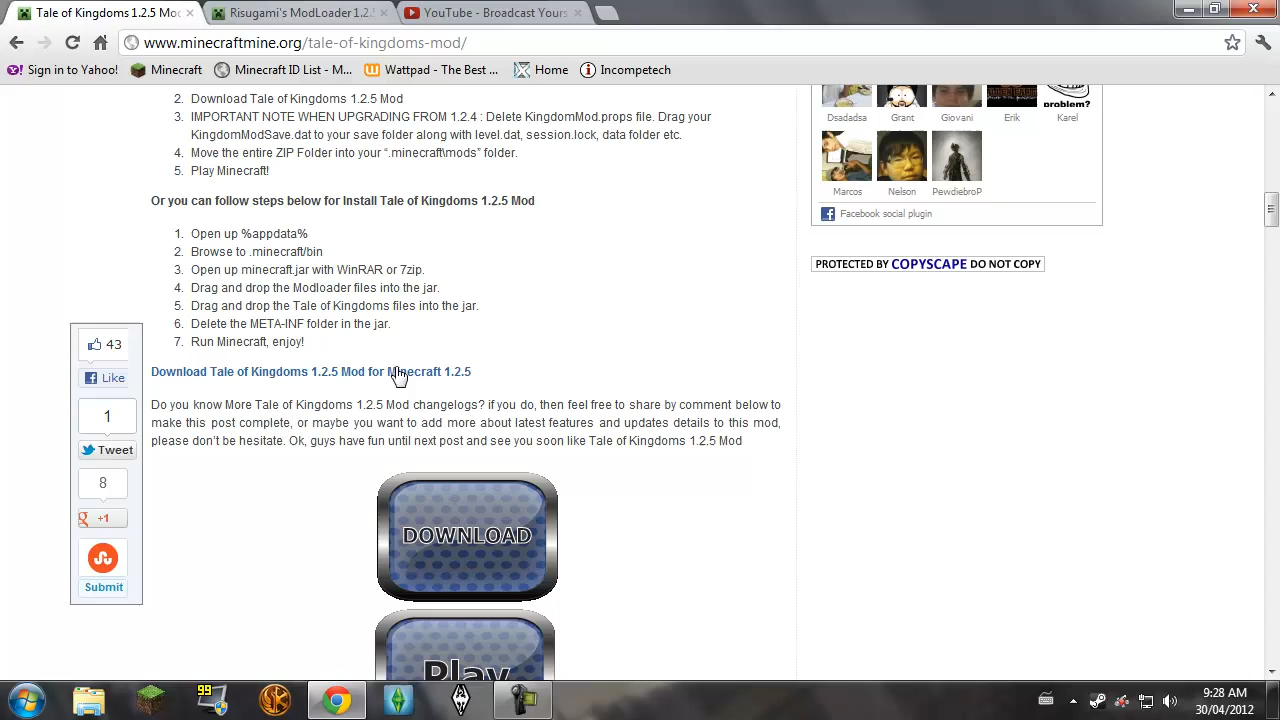 Tale of Kingdoms 1.2.5 Mod
Risugami's ModLoader 1.2.5
YouTube - Broadcast Yours
www.minecraftmine.org/tale-of-kingdoms-mod/
Sign in to Yahoo!
Minecraft
Minecraft ID List - M...
Wattpad - The Best ...
Home
Incompetech
2. Download Tale of Kingdoms 1.2.5 Mod
3. IMPORTANT NOTE WHEN UPGRADING FROM 1.2.4 : Delete KingdomMod.props file. Drag your
KingdomModSave.dat to your save folder along with level.dat, session.lock, data folder etc.
4. Move the entire ZIP Folder into your “.minecraft\mods” folder.
5. Play Minecraft!
Or you can follow steps below for Install Tale of Kingdoms 1.2.5 Mod
1. Open up %appdata%
2. Browse to .minecraft/bin
3. Open up minecraft.jar with WinRAR or 7zip.
4. Drag and drop the Modloader files into the jar.
5. Drag and drop the Tale of Kingdoms files into the jar.
6. Delete the META-INF folder in the jar.
7. Run Minecraft, enjoy!
Download Tale of Kingdoms 1.2.5 Mod for Minecraft 1.2.5
Do you know More Tale of Kingdoms 1.2.5 Mod changelogs? if you do, then feel free to share by comment below to
make this post complete, or maybe you want to add more about latest features and updates details to this mod,
please don’t be hesitate. Ok, guys have fun until next post and see you soon like Tale of Kingdoms 1.2.5 Mod
DOWNLOAD
Play
43
Like
1
Tweet
8
+1
Submit
problem?
Dsadadsa
Grant
Giovani
Erik
Karel
Marcos
Nelson
PewdiebroP
Facebook social plugin
PROTECTED BY COPYSCAPE DO NOT COPY
99
9:28 AM
30/04/2012